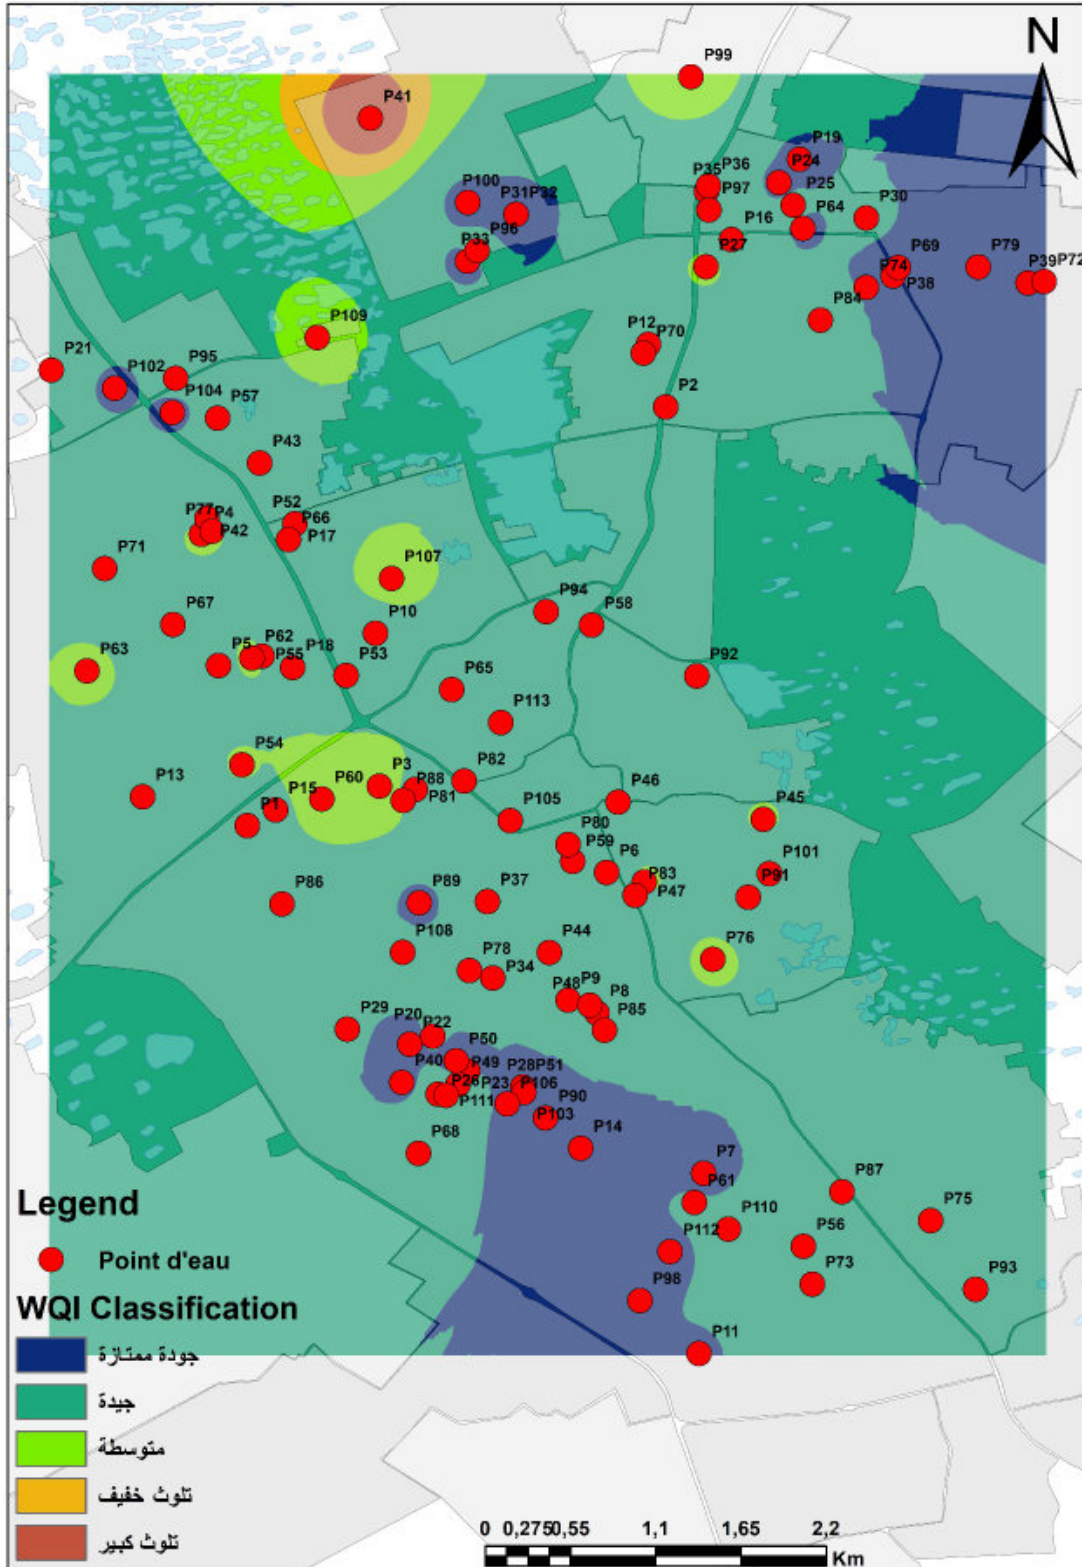 N
P99
P41
P19
P24
P36
P35
P25
P97
P100
P31P32
P64
P30
P16
P96
P33
P27
P69
P79
P39P72
P74
P38
P84
P109
P12
P70
P21
P102
P95
P104
P57
P2
P43
P77
P4
P42
P52
P66
P17
P71
P107
P94
P58
P67
P10
P63
P5
P62
P55
P18
P53
P92
P65
P113
P54
P13
P60
P3
P88
P82
P15
P81
P1
P46
P45
P105
P80
P59
P6
P101
P83
P91
P47
P86
P89
P37
P108
P44
P76
P78
P34
P48
P9
P8
P85
P29
P20
P22
P50
P40
P49
P28P51
P26
P23
P106
P90
P111
P103
P14
P68
P7
P61
P87
P110
P75
P112
P56
P73
P93
P98
P11
Legend
Point d'eau
WQI Classification
جودة ممتازة
جيدة
متوسطة
تلوث خفيف
تلوث كبير
0 0,275 0,55 1,1 1,65 2,2
Km